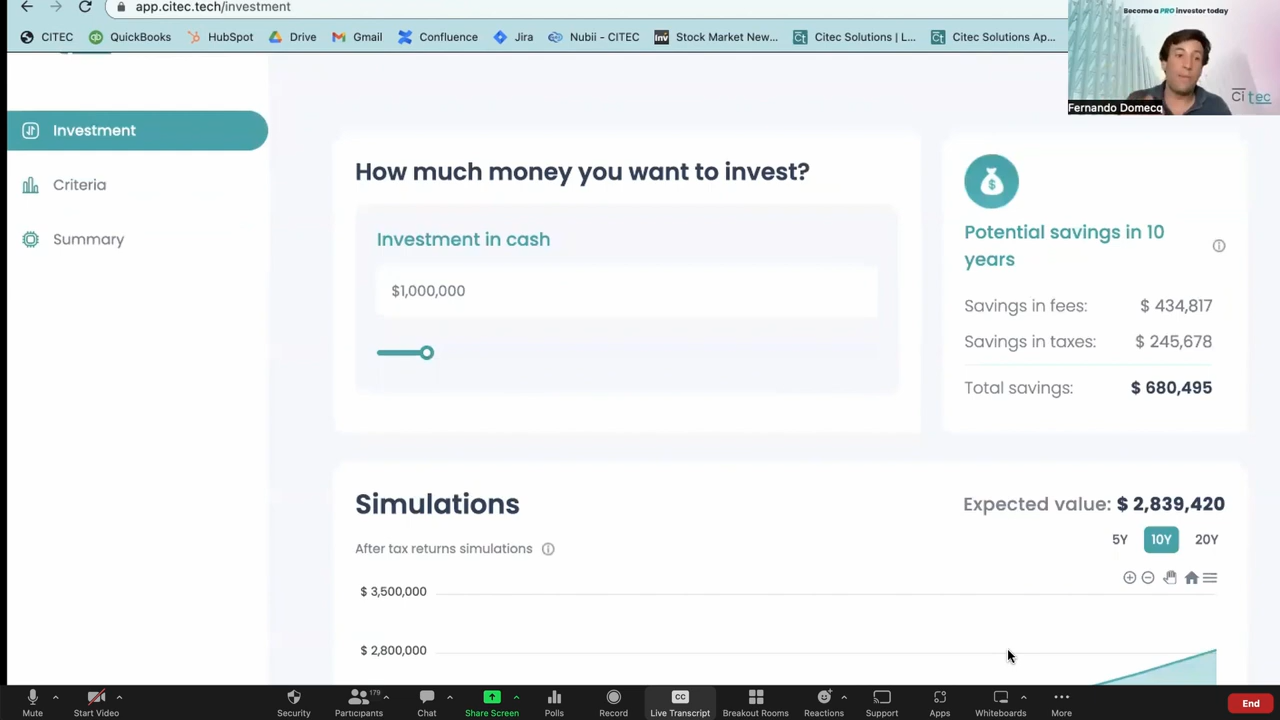 app.citec.tech/investment
CITEC QuickBooks HubSpot Drive Gmail Confluence Jira Nubii - CITEC Stock Market New... Citec Solutions | L... Citec Solutions Ap...
Become a PRO investor today
Ci tec
Fernando Domecq
Investment
Criteria
Summary
How much money you want to invest?
Investment in cash
$1,000,000
Potential savings in 10
years
Savings in fees: $ 434,817
Savings in taxes: $ 245,678
Total savings: $ 680,495
Simulations
Expected value: $ 2,839,420
After tax returns simulations
5Y 10Y 20Y
$ 3,500,000
$ 2,800,000
179
Mute Start Video Security Participants Chat Share Screen Polls Record Live Transcript Breakout Rooms Reactions Support Apps Whiteboards More End